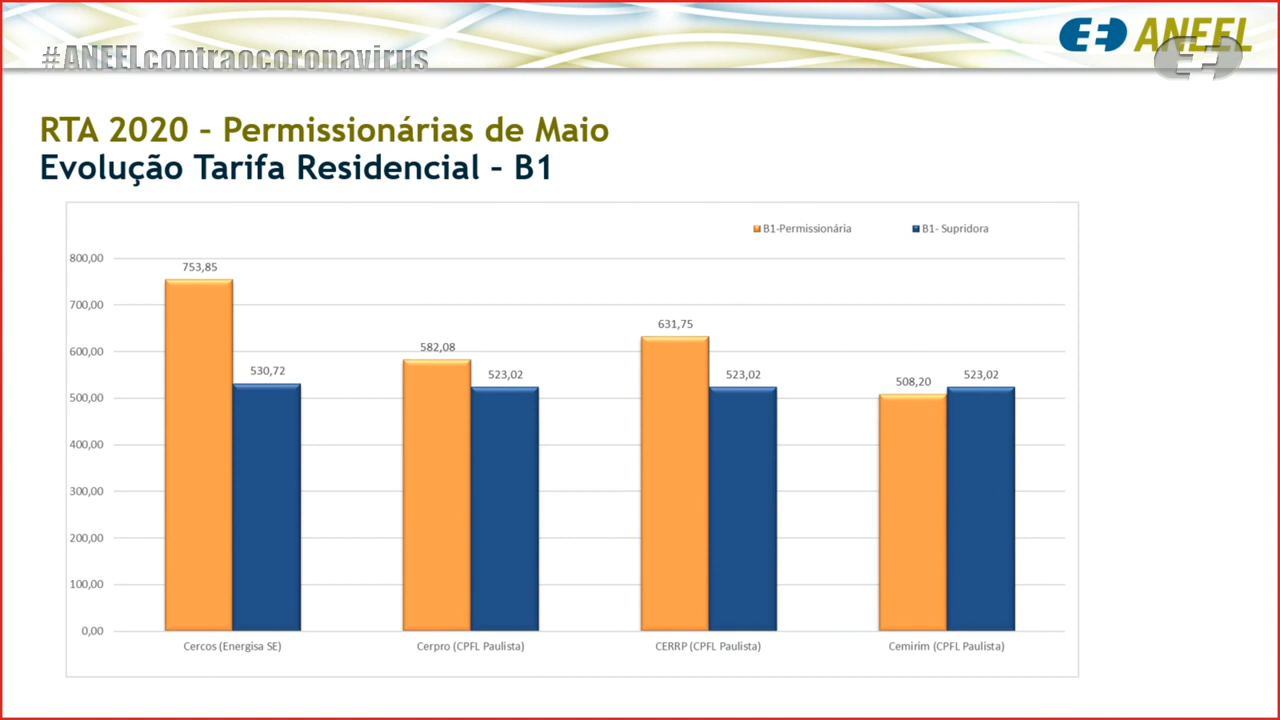 #ANEELcontraocoronavirus
ANEEL
RTA 2020 – Permissionárias de Maio
Evolução Tarifa Residencial – B1
B1-Permissionária B1- Supridora
800,00
700,00
600,00
500,00
400,00
300,00
200,00
100,00
0,00
753,85
530,72
582,08
523,02
631,75
523,02
508,20
523,02
Cercos (Energisa SE) Cerpro (CPFL Paulista) CERRP (CPFL Paulista) Cemirim (CPFL Paulista)